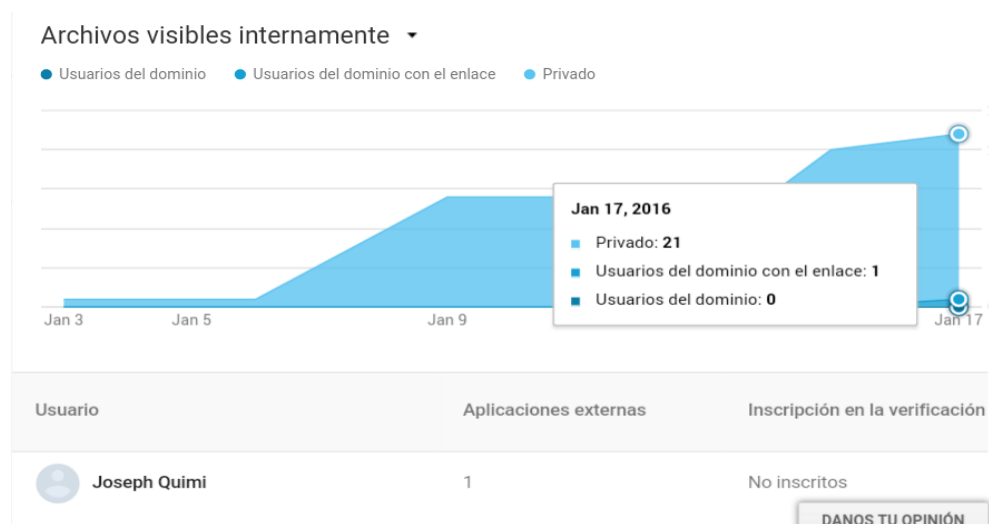 Archivos visibles internamente
Usuarios del dominio Usuarios del dominio con el enlace Privado
Jan 17, 2016
Privado: 21
Usuarios del dominio con el enlace: 1
Usuarios del dominio: 0
Jan 3 Jan 5 Jan 9 Jan 17
Usuario Aplicaciones externas Inscripción en la verificación
Joseph Quimi 1 No inscritos
DANOS TU OPINIÓN